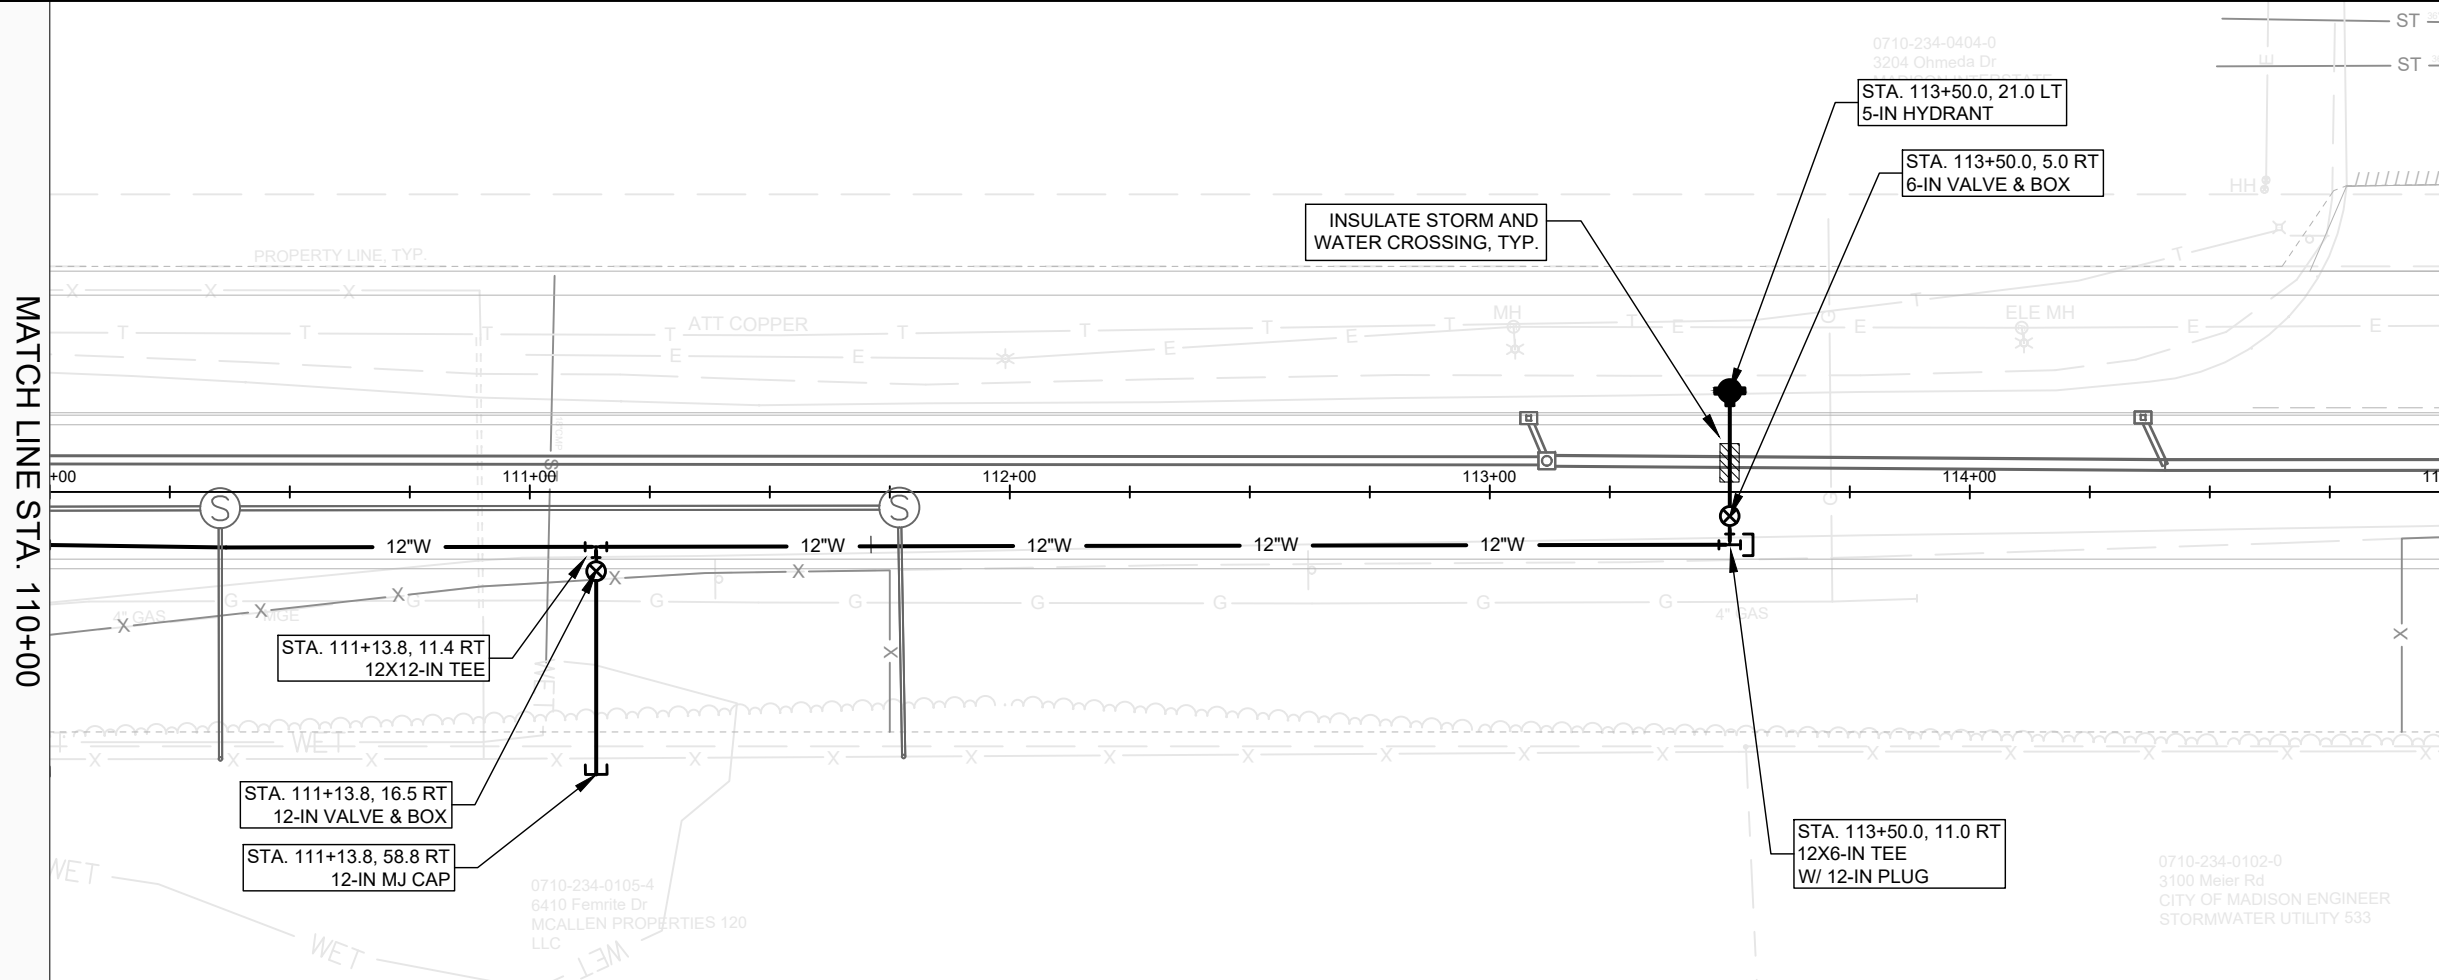 MATCH LINE STA. 110+00
ST
ST
0710-234-0404-0
3204 Ohmeda Dr
MADISON INTERSTATE
STA. 113+50.0, 21.0 LT
5-IN HYDRANT
STA. 113+50.0, 5.0 RT
6-IN VALVE & BOX
E
HH
INSULATE STORM AND
WATER CROSSING, TYP.
PROPERTY LINE, TYP.
X X X
T T T T ATT COPPER T T T MH T T T
E E E E E E ELE MH E E
G
+00 111+00 112+00 113+00 114+00 11
SS
S S
G
12"W 12"W 12"W 12"W 12"W
X X X X X
G G G G G G G G
4" GAS MGE 4" GAS
X X
STA. 111+13.8, 11.4 RT
12X12-IN TEE
WET
WET
X X X X X X X X X X X X X X X X X X
STA. 111+13.8, 16.5 RT
12-IN VALVE & BOX
STA. 111+13.8, 58.8 RT
12-IN MJ CAP
STA. 113+50.0, 11.0 RT
12X6-IN TEE
W/ 12-IN PLUG
WET
WET
WET
0710-234-0105-4
6410 Femrite Dr
MCALLEN PROPERTIES 120
LLC
0710-234-0102-0
3100 Meier Rd
CITY OF MADISON ENGINEER
STORMWATER UTILITY 533